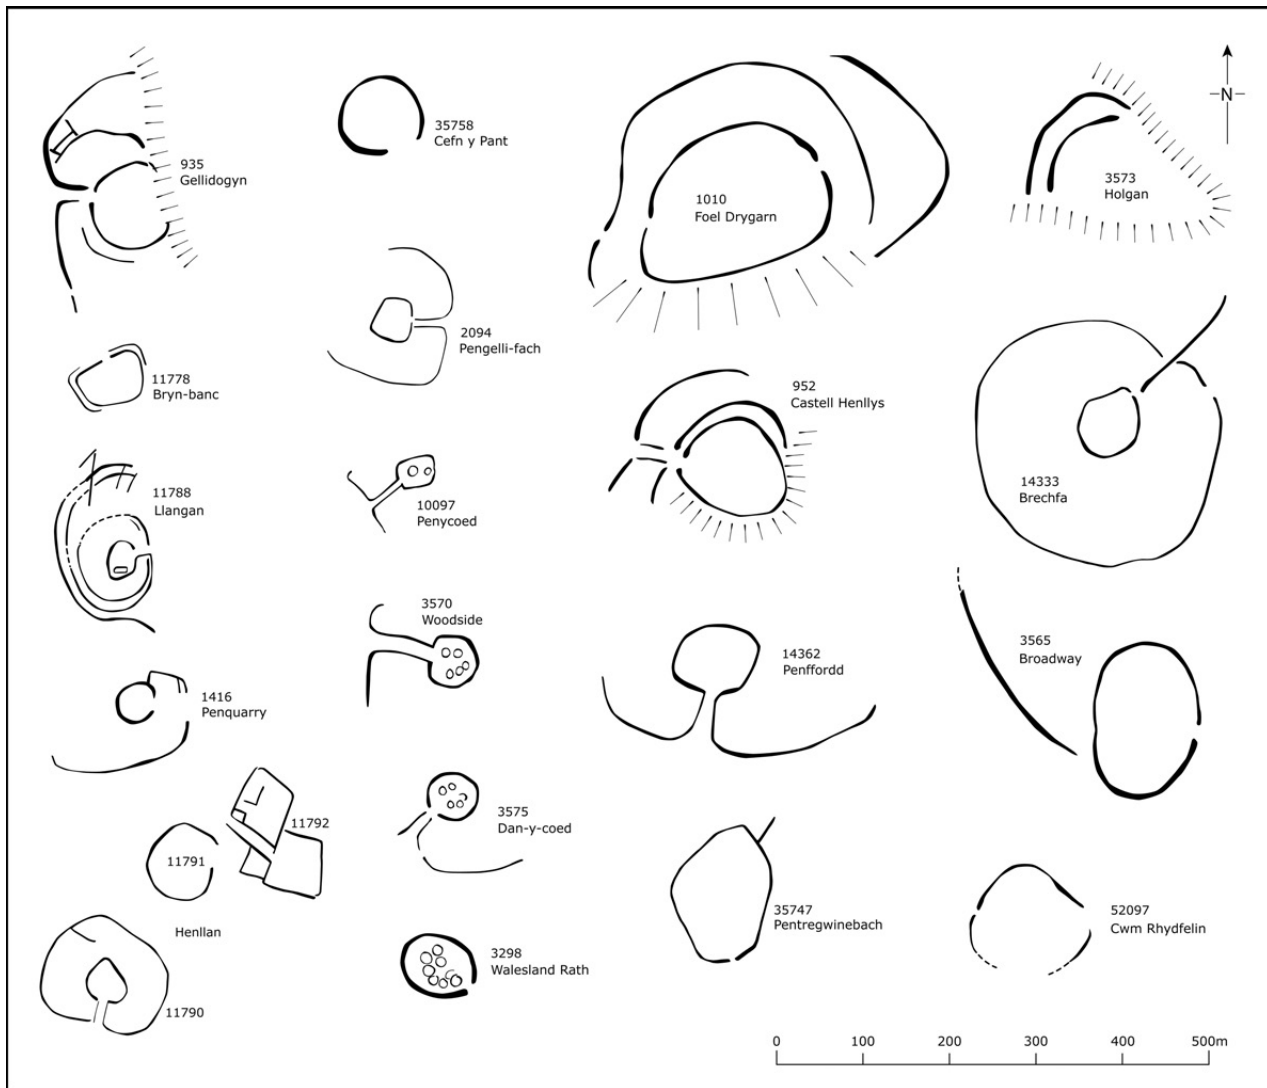 N
935
Gellidogyn
35758
Cefn y Pant
1010
Foel Drygarn
3573
Holgan
11778
Bryn-banc
2094
Pengelli-fach
952
Castell Henllys
14333
Brechfa
11788
Llangan
10097
Penycoed
3570
Woodside
14362
Penffordd
3565
Broadway
1416
Penquarry
11791
11792
3575
Dan-y-coed
Henllan
11790
3298
Walesland Rath
35747
Pentregwinebach
52097
Cwm Rhydfelin
0 100 200 300 400 500m